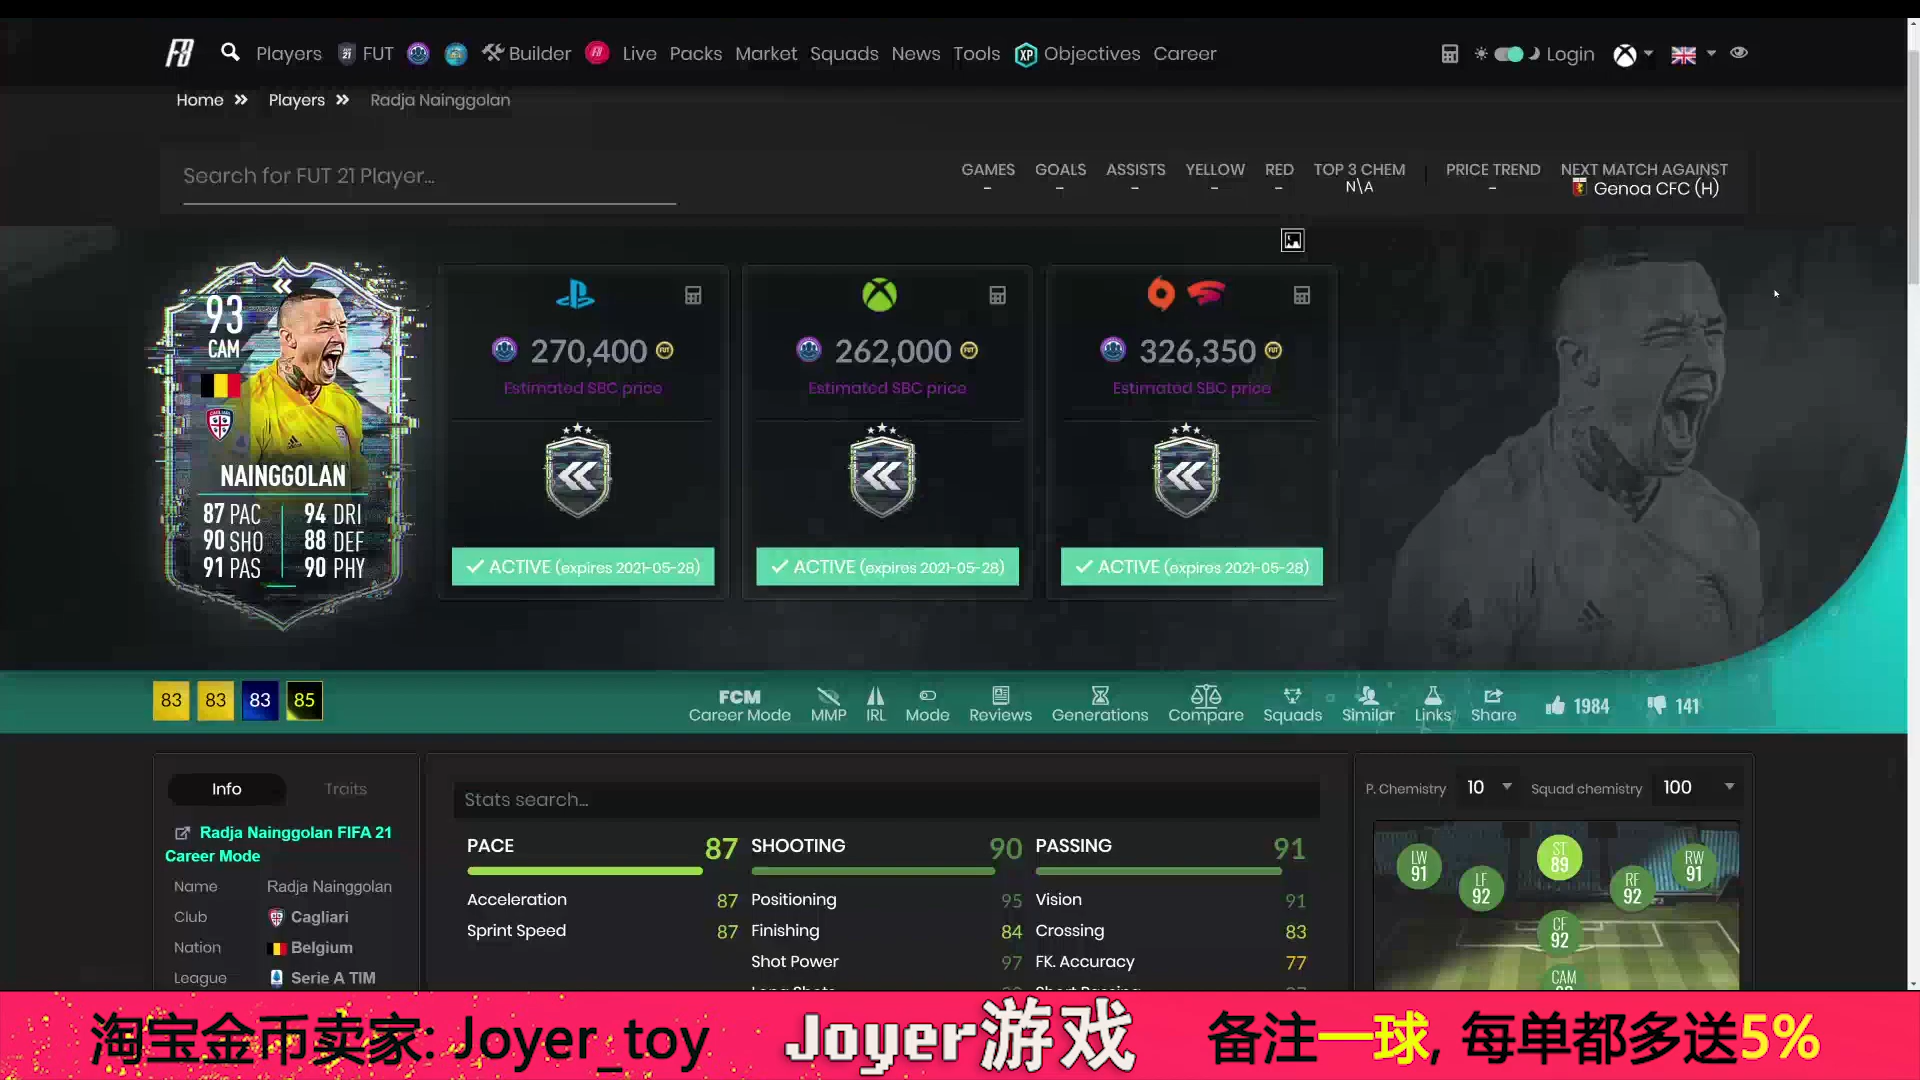 FB Players FUT Builder Live Packs Market Squads News Tools XP Objectives Career Login
Home Players Radja Nainggolan
Search for FUT 21 Player...
GAMES GOALS ASSISTS YELLOW RED TOP 3 CHEM PRICE TREND NEXT MATCH AGAINST
- - - - - N\A - Genoa CFC (H)
93
CAM
NAINGGOLAN
87 PAC 94 DRI
90 SHO 88 DEF
91 PAS 90 PHY
270,400
Estimated SBC price
ACTIVE (expires 2021-05-28)
262,000
Estimated SBC price
ACTIVE (expires 2021-05-28)
326,350
Estimated SBC price
ACTIVE (expires 2021-05-28)
83 83 83 85
FCM
Career Mode MMP IRL Mode Reviews Generations Compare Squads Similar Links Share 1984 141
Info Traits
Radja Nainggolan FIFA 21
Career Mode
Name Radja Nainggolan
Club Cagliari
Nation Belgium
League Serie A TIM
Stats search...
PACE 87
Acceleration 87
Sprint Speed 87
SHOOTING 90
Positioning 95
Finishing 84
Shot Power 97
PASSING 91
Vision 91
Crossing 83
FK. Accuracy 77
P. Chemistry 10 Squad chemistry 100
LW
91
LF
92
ST
89
RF
92
RW
91
CF
92
CAM
淘宝金币卖家: Joyer_toy Joyer游戏 备注一球, 每单都多送5%